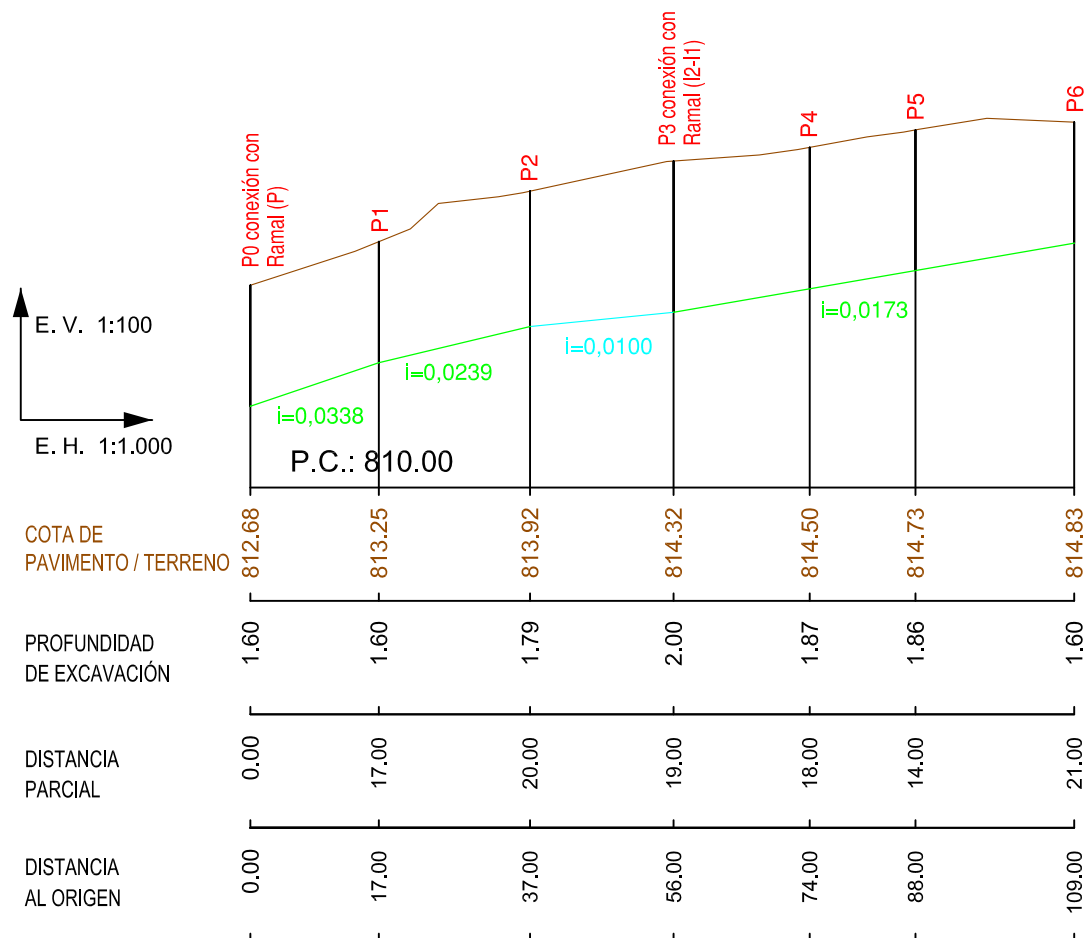 P0 conexión con
Ramal (P)
P1
P2
P3 conexión con
Ramal (I2-I1)
P4
P5
P6
E. V. 1:100
E. H. 1:1.000
i=0,0338
i=0,0239
i=0,0100
i=0,0173
P.C.: 810.00
COTA DE
PAVIMENTO / TERRENO
812.68 813.25 813.92 814.32 814.50 814.73 814.83
PROFUNDIDAD
DE EXCAVACIÓN
1.60 1.60 1.79 2.00 1.87 1.86 1.60
DISTANCIA
PARCIAL
0.00 17.00 20.00 19.00 18.00 14.00 21.00
DISTANCIA
AL ORIGEN
0.00 17.00 37.00 56.00 74.00 88.00 109.00